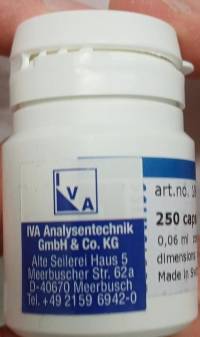 IVA
IVA Analysentechnik
GmbH & Co. KG
Alte Seilerei Haus 5
Meerbuscher Str. 62a
D-40670 Meerbusch
Tel. +49 2159 6942-0
art.no.
250 caps
0,06 ml
dimensions
Made in